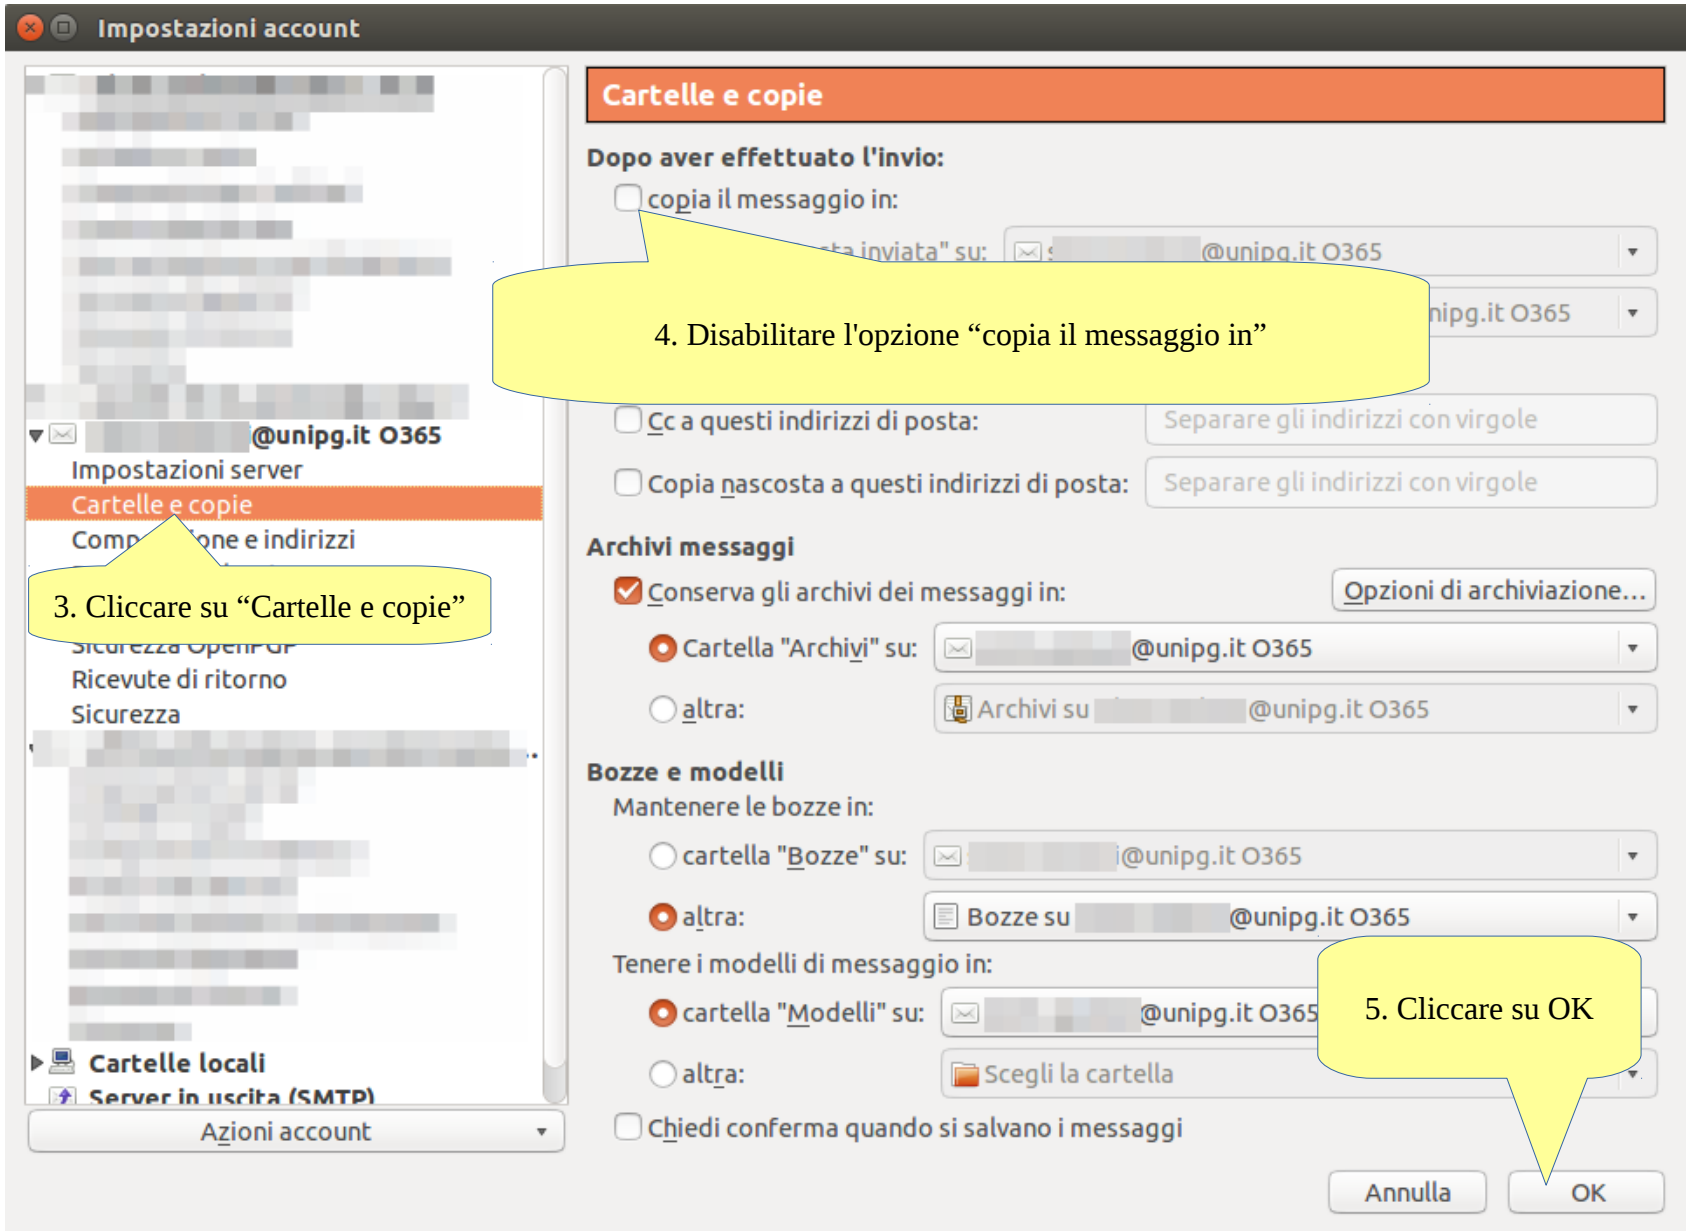 Impostazioni account
@unipg.it O365
Impostazioni server
Cartelle e copie
one e indirizzi
3. Cliccare su “Cartelle e copie”
Sicurezza OpenPGP
Ricevute di ritorno
Sicurezza
Cartelle locali
Server in uscita (SMTP)
Azioni account
Cartelle e copie
Dopo aver effettuato l'invio:
copia il messaggio in:
inviata" su: @unipg.it O365
nipg.it O365
4. Disabilitare l'opzione “copia il messaggio in”
Cc a questi indirizzi di posta: Separare gli indirizzi con virgole
Copia nascosta a questi indirizzi di posta: Separare gli indirizzi con virgole
Archivi messaggi
Conserva gli archivi dei messaggi in: Opzioni di archiviazione...
Cartella "Archivi" su: @unipg.it O365
altra: Archivi su @unipg.it O365
Bozze e modelli
Mantenere le bozze in:
cartella "Bozze" su: i@unipg.it O365
altra: Bozze su @unipg.it O365
Tenere i modelli di messaggio in:
cartella "Modelli" su: @unipg.it O365
5. Cliccare su OK
altra: Scegli la cartella
Chiedi conferma quando si salvano i messaggi
Annulla OK